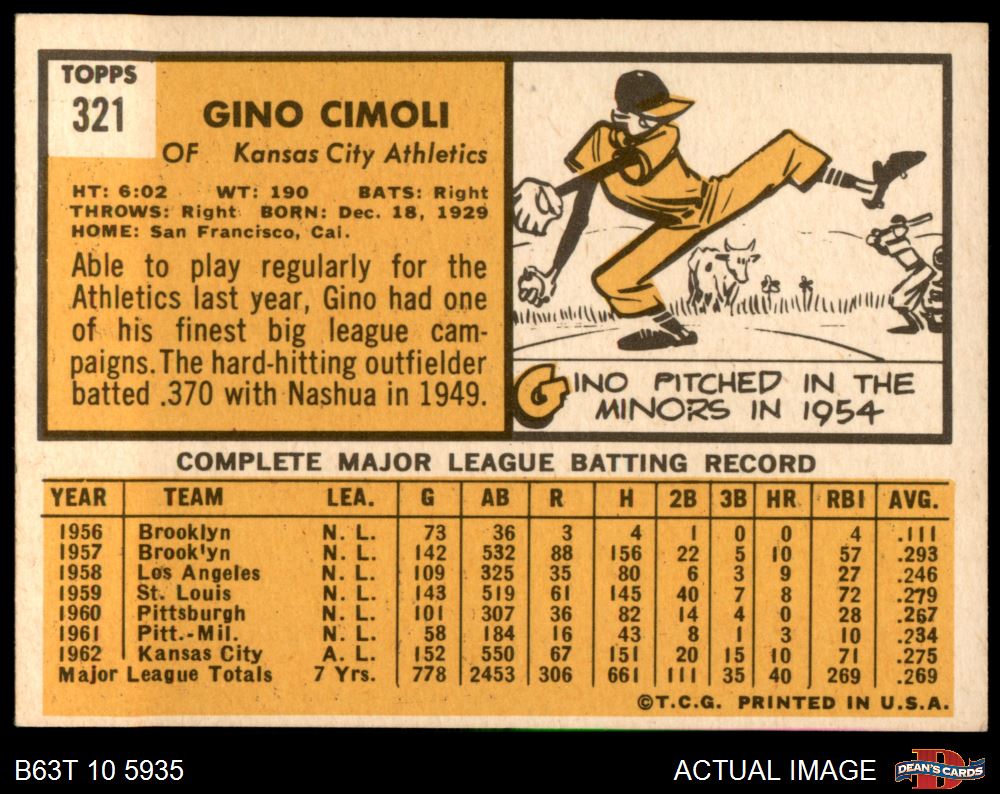 TOPPS
321
GINO CIMOLI
OF Kansas City Athletics
HT: 6:02 WT: 190 BATS: Right
THROWS: Right BORN: Dec. 18, 1929
HOME: San Francisco, Cal.
Able to play regularly for the
Athletics last year, Gino had one
of his finest big league cam-
paigns. The hard-hitting outfielder
batted .370 with Nashua in 1949.
GINO PITCHED IN THE
MINORS IN 1954
COMPLETE MAJOR LEAGUE BATTING RECORD
YEAR TEAM LEA. G AB R H 2B 3B HR RBI AVG.
1956 Brooklyn N. L. 73 36 3 4 1 0 0 4 .111
1957 Brook'yn N. L. 142 532 88 156 22 5 10 57 .293
1958 Los Angeles N. L. 109 325 35 80 6 3 9 27 .246
1959 St. Louis N. L. 143 519 61 145 40 7 8 72 .279
1960 Pittsburgh N. L. 101 307 36 82 14 4 0 28 .267
1961 Pitt.-Mil. N. L. 58 184 16 43 8 1 3 10 .234
1962 Kansas City A. L. 152 550 67 151 20 15 10 71 .275
Major League Totals 7 Yrs. 778 2453 306 661 111 35 40 269 .269
©T.C.G. PRINTED IN U.S.A.
B63T 10 5935 ACTUAL IMAGE DEAN'S CARDS